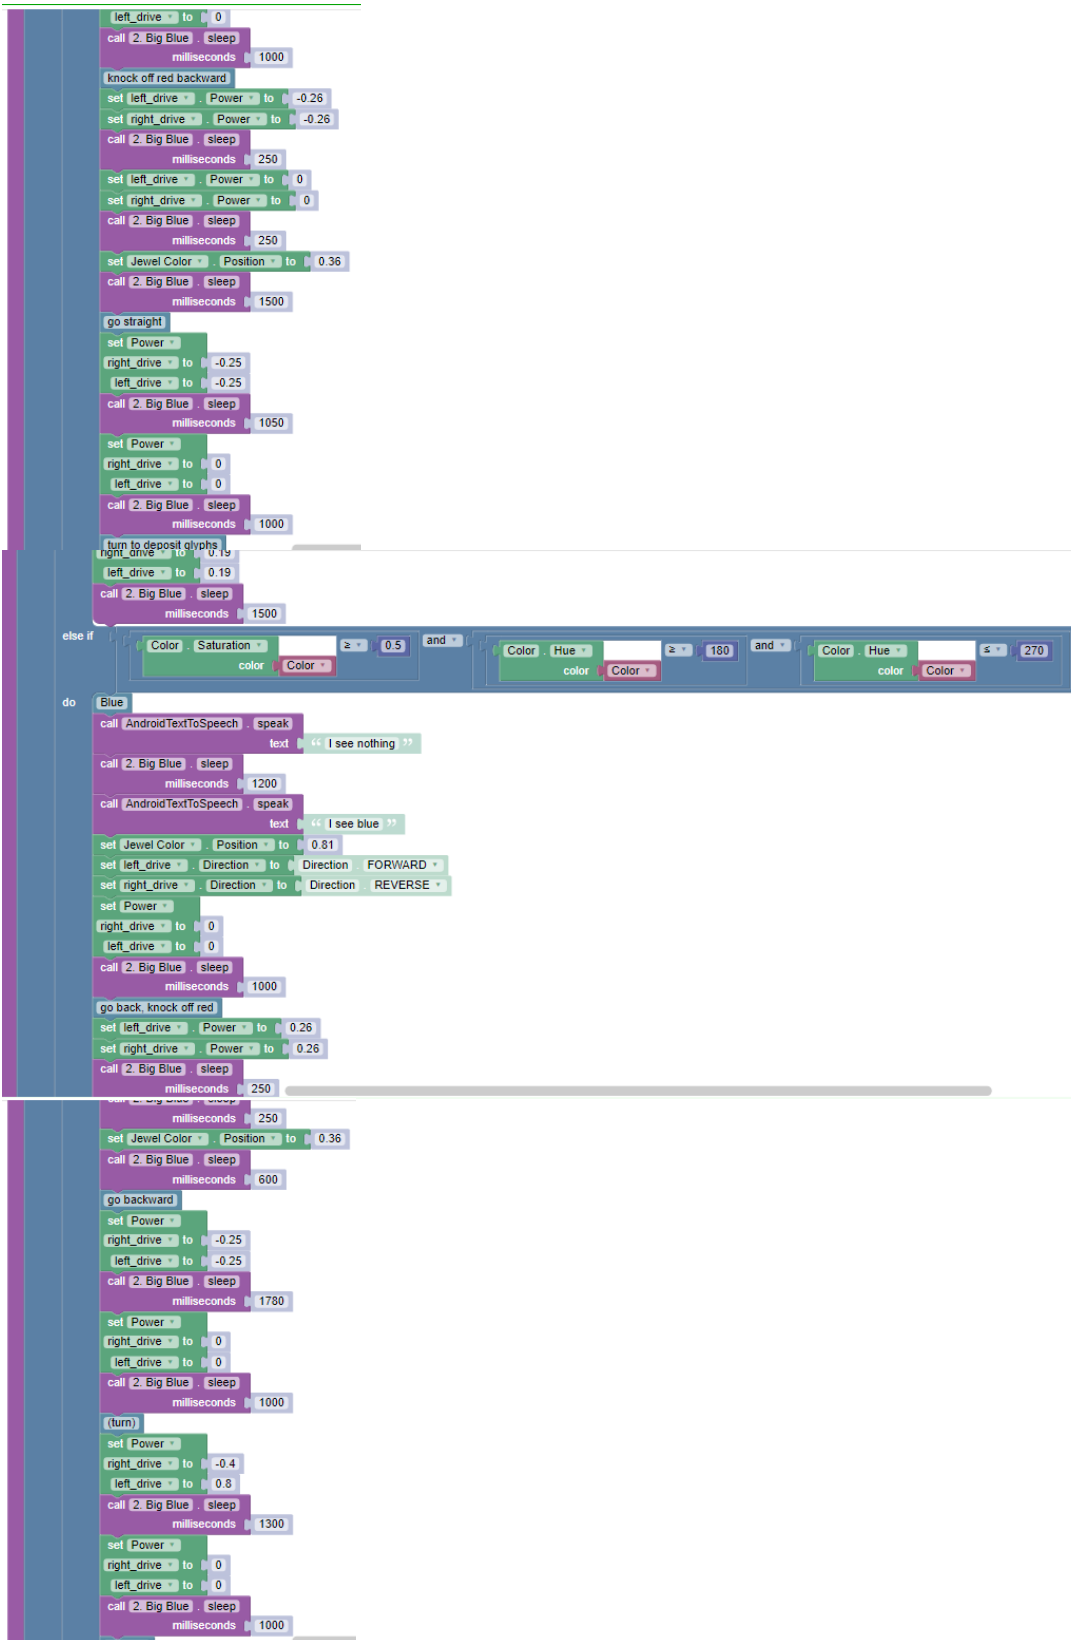 left_drive to 0
call 2. Big Blue . sleep
milliseconds 1000
knock off red backward
set left_drive . Power to -0.26
set right_drive . Power to -0.26
call 2. Big Blue . sleep
milliseconds 250
set left_drive . Power to 0
set right_drive . Power to 0
call 2. Big Blue . sleep
milliseconds 250
set Jewel Color . Position to 0.36
call 2. Big Blue . sleep
milliseconds 1500
go straight
set Power
right_drive to -0.25
left_drive to -0.25
call 2. Big Blue . sleep
milliseconds 1050
set Power
right_drive to 0
left_drive to 0
call 2. Big Blue . sleep
milliseconds 1000
turn to deposit glyphs
right_drive to 0.19
left_drive to 0.19
call 2. Big Blue . sleep
milliseconds 1500
else if Color . Saturation ≥ 0.5 and Color . Hue ≥ 180 and Color . Hue ≤ 270
color Color color Color color Color
do Blue
call AndroidTextToSpeech . speak
text “ I see nothing ”
call 2. Big Blue . sleep
milliseconds 1200
call AndroidTextToSpeech . speak
text “ I see blue ”
set Jewel Color . Position to 0.81
set left_drive . Direction to Direction . FORWARD
set right_drive . Direction to Direction . REVERSE
set Power
right_drive to 0
left_drive to 0
call 2. Big Blue . sleep
milliseconds 1000
go back, knock off red
set left_drive . Power to 0.26
set right_drive . Power to 0.26
call 2. Big Blue . sleep
milliseconds 250
call 2. Big Blue . sleep
milliseconds 250
set Jewel Color . Position to 0.36
call 2. Big Blue . sleep
milliseconds 600
go backward
set Power
right_drive to -0.25
left_drive to -0.25
call 2. Big Blue . sleep
milliseconds 1780
set Power
right_drive to 0
left_drive to 0
call 2. Big Blue . sleep
milliseconds 1000
(turn)
set Power
right_drive to -0.4
left_drive to 0.8
call 2. Big Blue . sleep
milliseconds 1300
set Power
right_drive to 0
left_drive to 0
call 2. Big Blue . sleep
milliseconds 1000